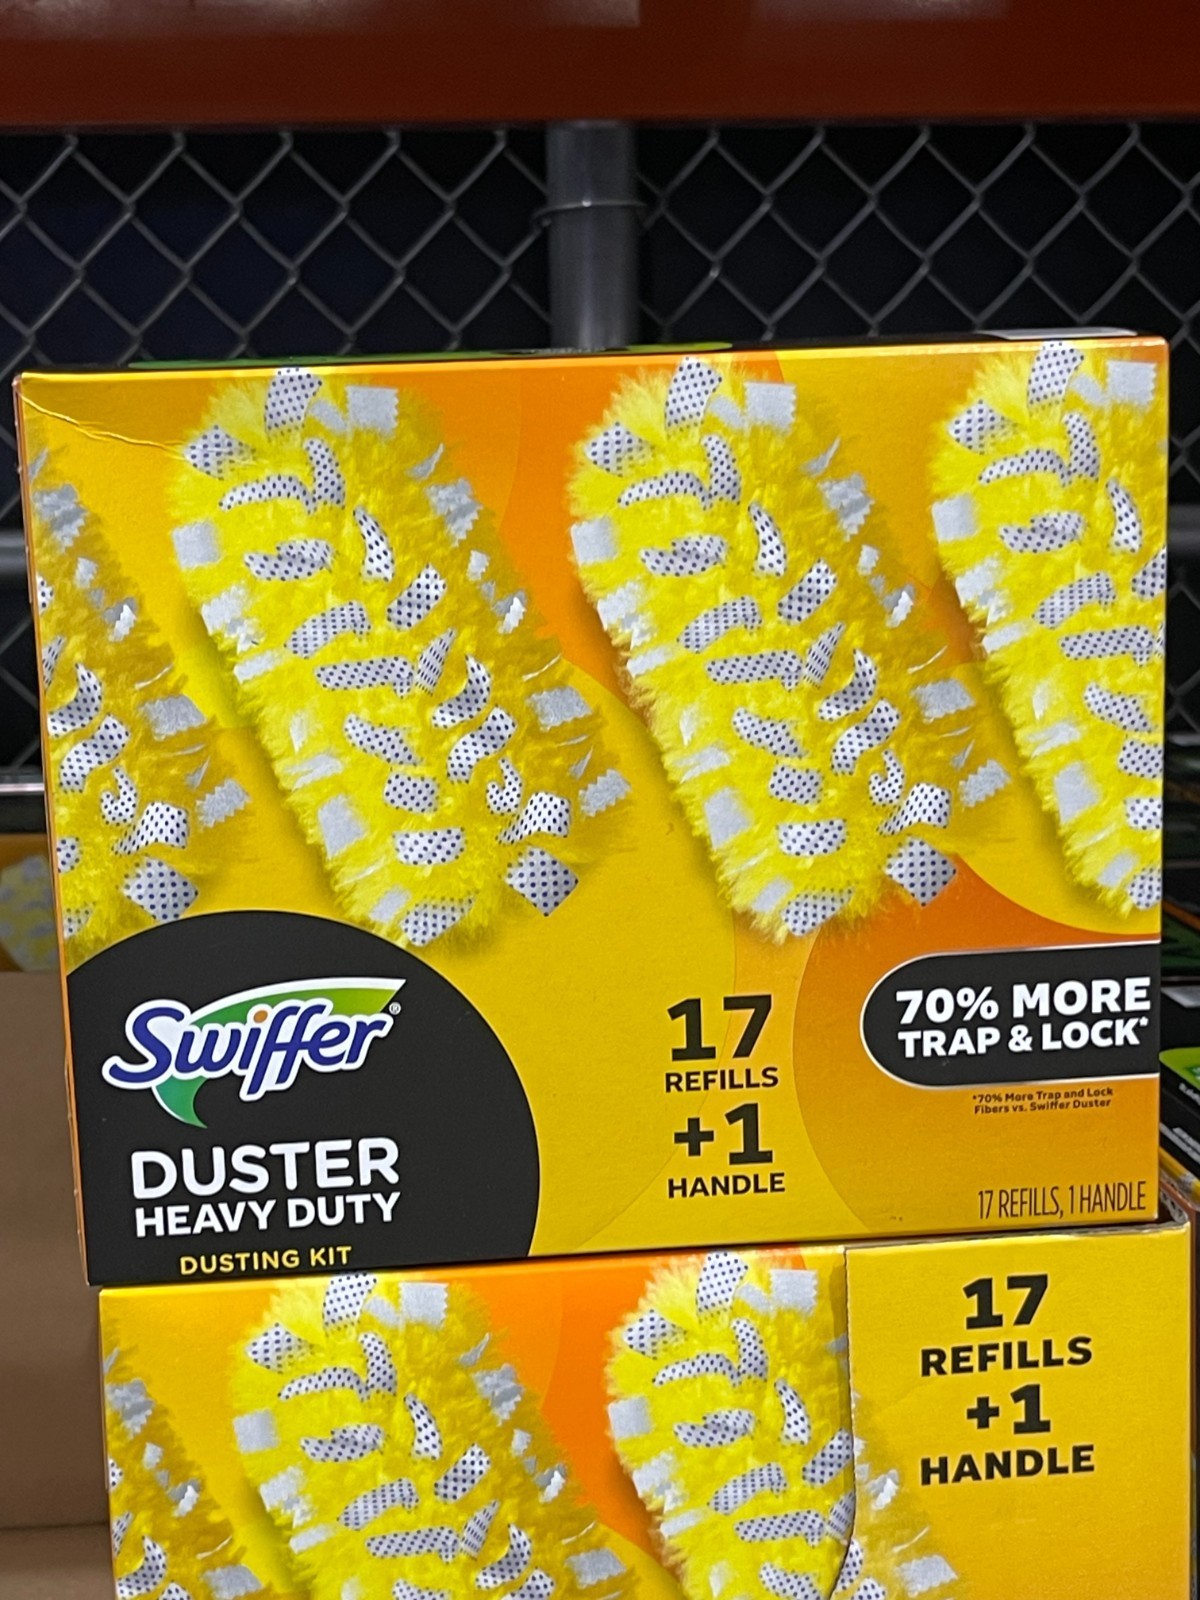 Swiffer®
DUSTER
HEAVY DUTY
DUSTING KIT
17
REFILLS
+1
HANDLE
70% MORE
TRAP & LOCK*
*70% More Trap and Lock
Fibers vs. Swiffer Duster
17 REFILLS, 1 HANDLE
17
REFILLS
+1
HANDLE